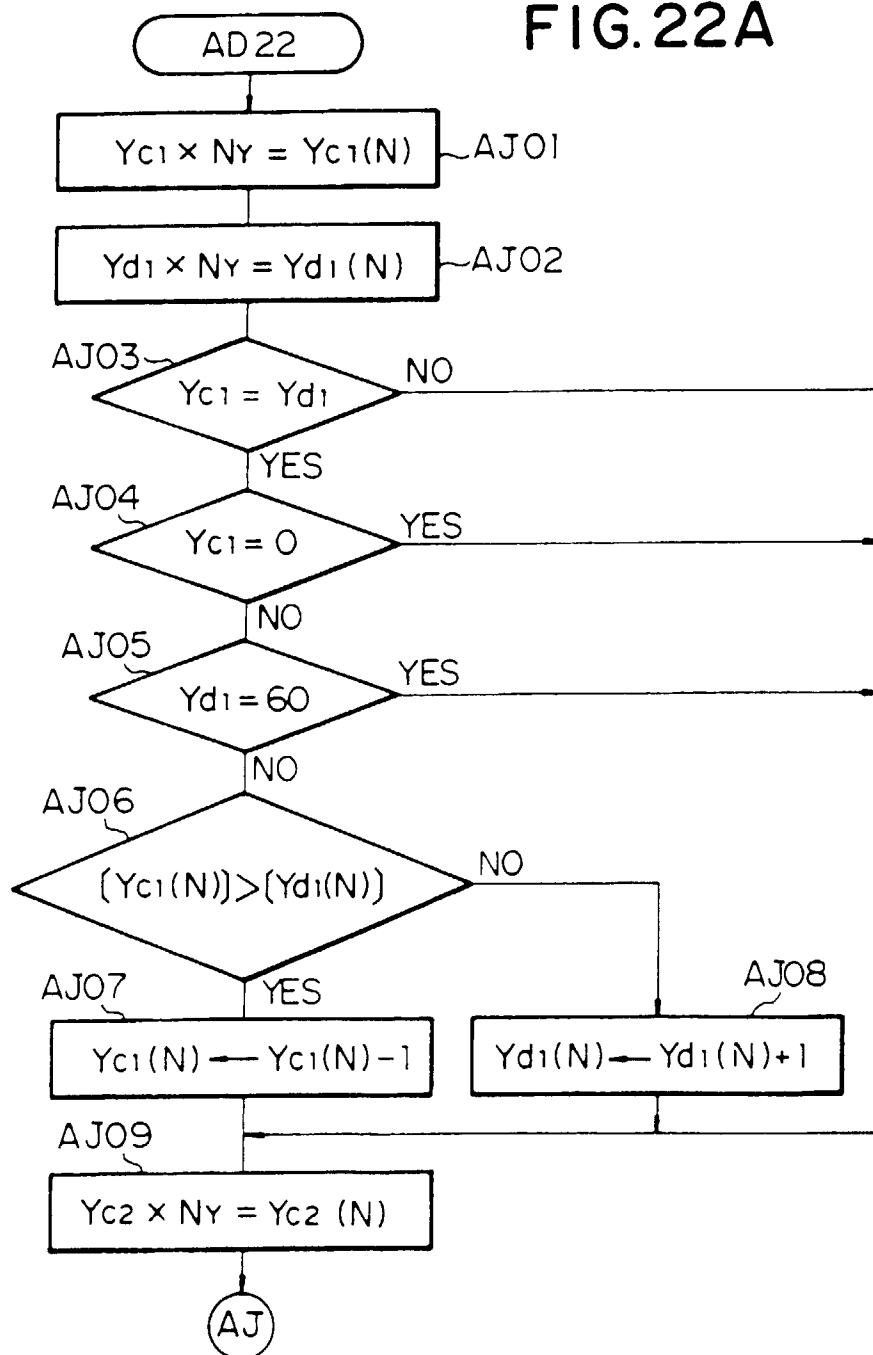 FIG. 22A
AD22
Yc1 × NY = Yc1(N)
AJ01
Yd1 × NY = Yd1(N)
AJ02
AJ03
Yc1 = Yd1
NO
YES
AJ04
Yc1 = 0
YES
NO
AJ05
Yd1 = 60
YES
NO
AJ06
[Yc1(N)] > [Yd1(N)]
NO
YES
AJ07
Yc1(N) ← Yc1(N) - 1
AJ08
Yd1(N) ← Yd1(N) + 1
AJ09
Yc2 × NY = Yc2 (N)
AJ